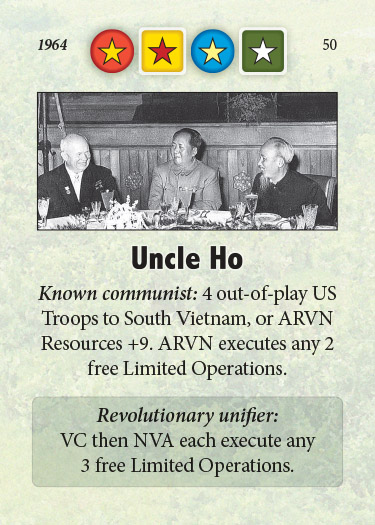 1964 50
Uncle Ho
Known communist: 4 out-of-play US
Troops to South Vietnam, or ARVN
Resources +9. ARVN executes any 2
free Limited Operations.
Revolutionary unifier:
VC then NVA each execute any
3 free Limited Operations.